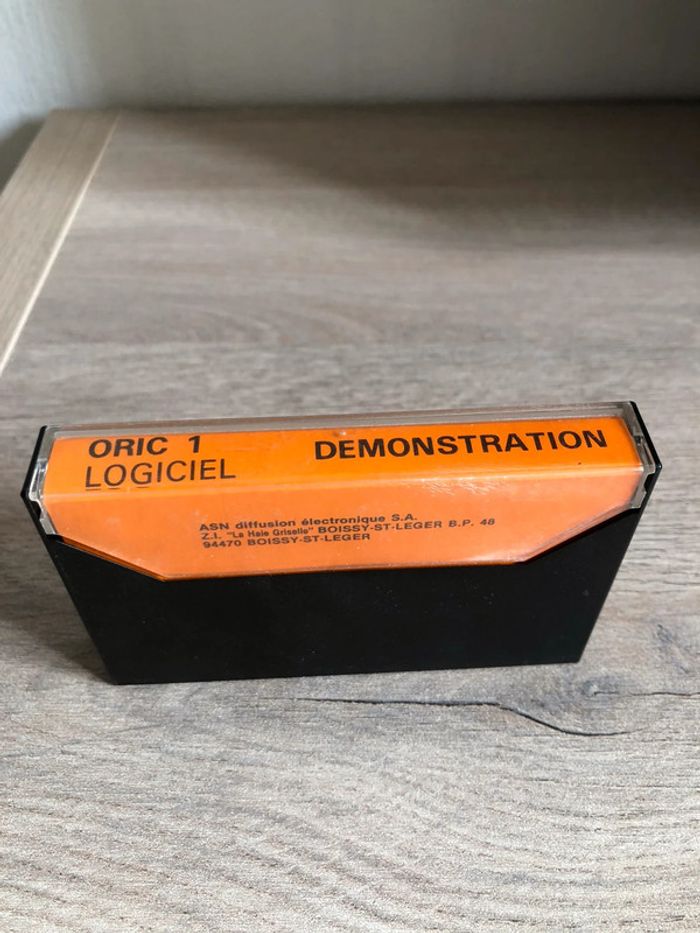 ORIC 1
LOGICIEL
DEMONSTRATION
ASN diffusion électronique S.A.
Z.I. "La Haie Griselle" BOISSY-ST-LEGER B.P. 48
94470 BOISSY-ST-LEGER